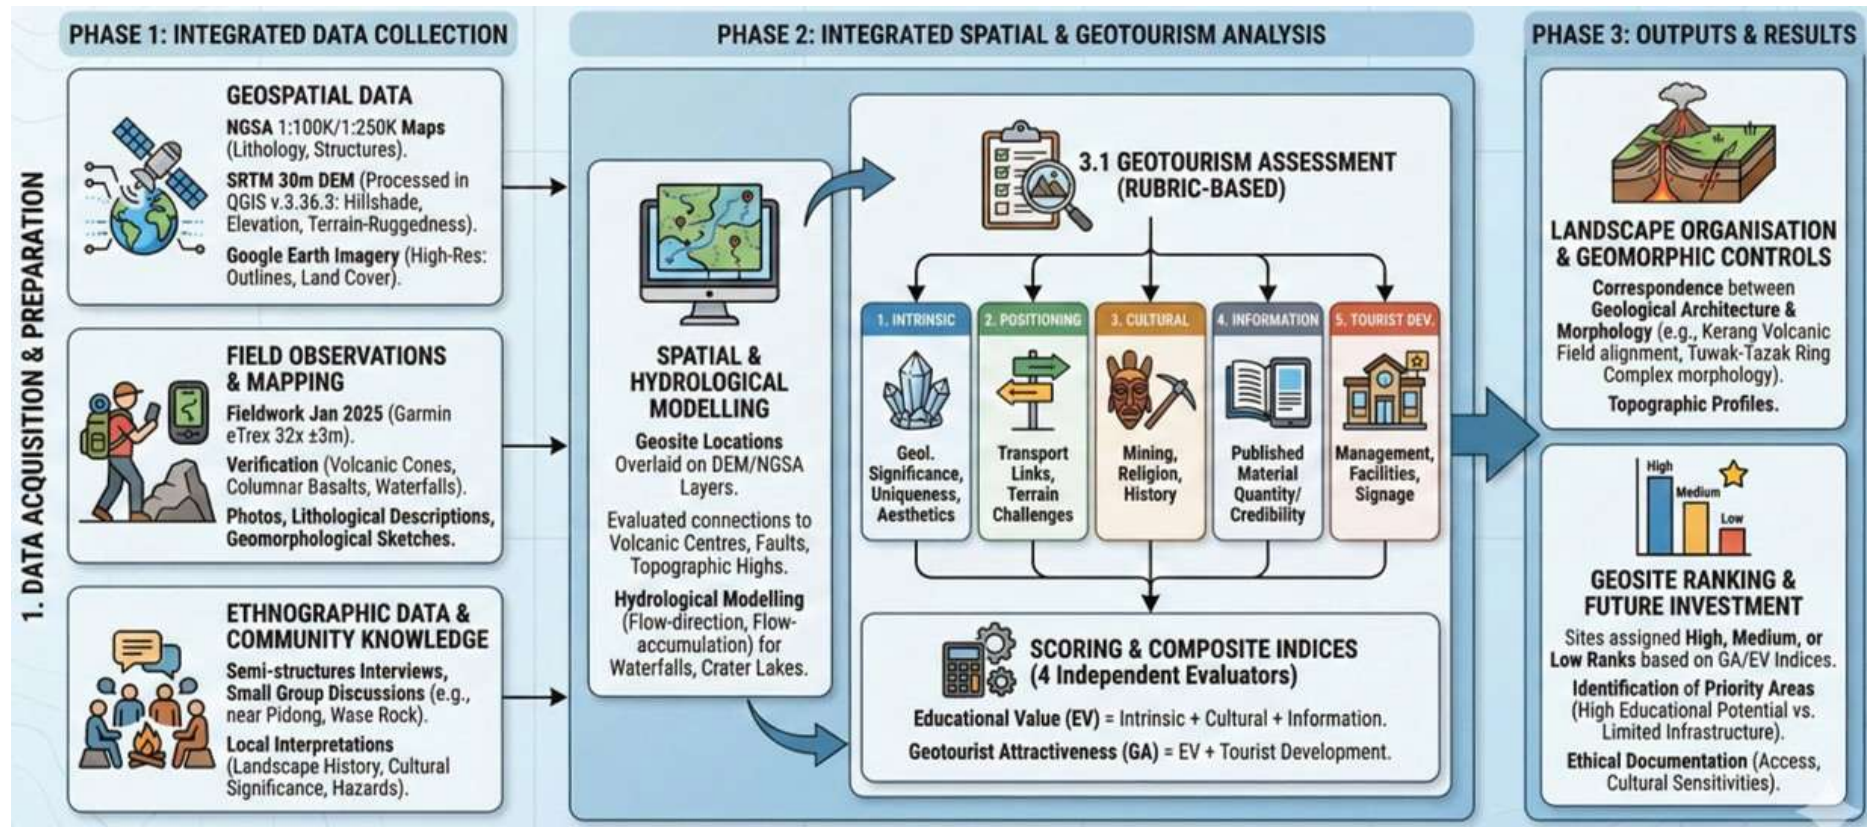 PHASE 1: INTEGRATED DATA COLLECTION
1. DATA ACQUISITION & PREPARATION
GEOSPATIAL DATA
NGSA 1:100K/1:250K Maps
(Lithology, Structures).
SRTM 30m DEM (Processed in
QGIS v.3.36.3: Hillshade,
Elevation, Terrain-Ruggedness).
Google Earth Imagery (High-Res:
Outlines, Land Cover).
FIELD OBSERVATIONS
& MAPPING
Fieldwork Jan 2025 (Garmin
eTrex 32x ±3m).
Verification (Volcanic Cones,
Columnar Basalts, Waterfalls).
Photos, Lithological Descriptions,
Geomorphological Sketches.
ETHNOGRAPHIC DATA &
COMMUNITY KNOWLEDGE
Semi-structures Interviews,
Small Group Discussions (e.g.,
near Pidong, Wase Rock).
Local Interpretations
(Landscape History, Cultural
Significance, Hazards).
PHASE 2: INTEGRATED SPATIAL & GEOTOURISM ANALYSIS
SPATIAL &
HYDROLOGICAL
MODELLING
Geosite Locations
Overlaid on DEM/NGSA
Layers.
Evaluated connections to
Volcanic Centres, Faults,
Topographic Highs.
Hydrological Modelling
(Flow-direction, Flow-
accumulation) for
Waterfalls, Crater Lakes.
3.1 GEOTOURISM ASSESSMENT
(RUBRIC-BASED)
1. INTRINSIC
Geol.
Significance,
Uniqueness,
Aesthetics
2. POSITIONING
Transport
Links,
Terrain
Challenges
3. CULTURAL
Mining,
Religion,
History
4. INFORMATION
Published
Material
Quantity/
Credibility
5. TOURIST DEV.
Management,
Facilities,
Signage
SCORING & COMPOSITE INDICES
(4 Independent Evaluators)
Educational Value (EV) = Intrinsic + Cultural + Information.
Geotourist Attractiveness (GA) = EV + Tourist Development.
PHASE 3: OUTPUTS & RESULTS
LANDSCAPE ORGANISATION
& GEOMORPHIC CONTROLS
Correspondence between
Geological Architecture &
Morphology (e.g., Kerang Volcanic
Field alignment, Tuwak-Tazak Ring
Complex morphology).
Topographic Profiles.
High
Medium
Low
GEOSITE RANKING &
FUTURE INVESTMENT
Sites assigned High, Medium, or
Low Ranks based on GA/EV Indices.
Identification of Priority Areas
(High Educational Potential vs.
Limited Infrastructure).
Ethical Documentation (Access,
Cultural Sensitivities).